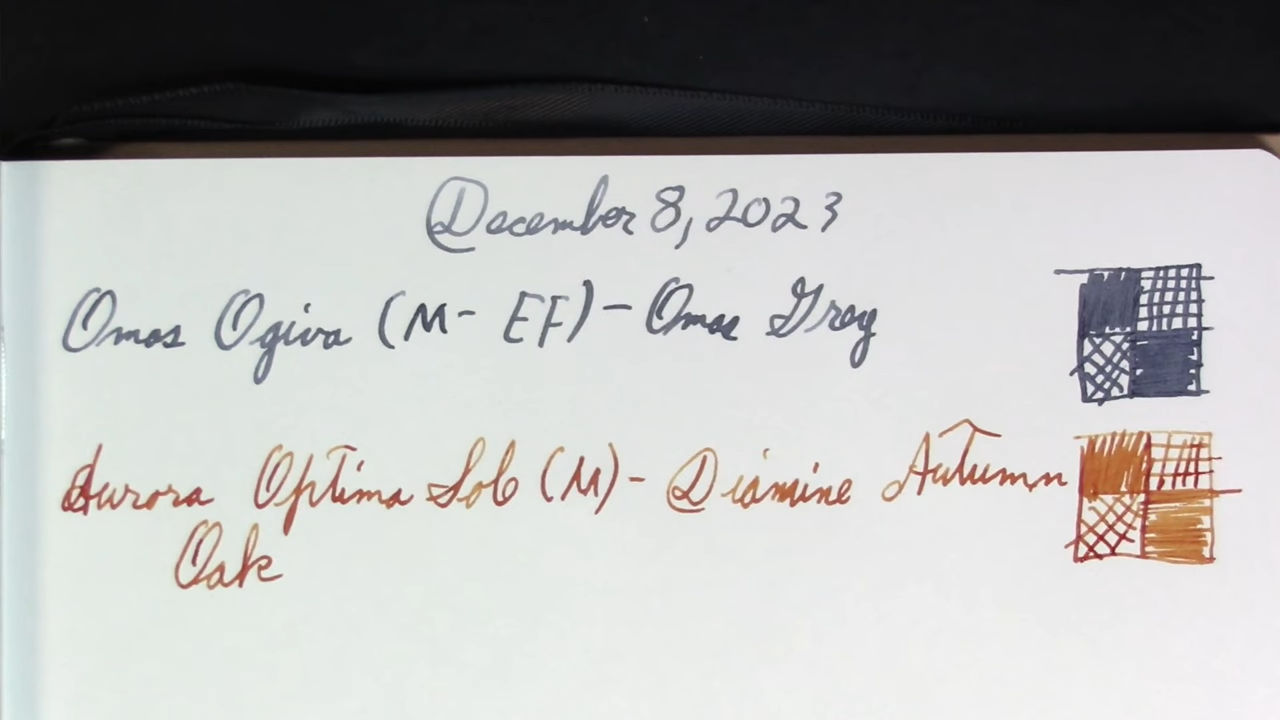 December 8, 2023
Omas Ogiva (M- EF) - Omas Grey
Aurora Optima Sole (M) - Diamine Autumn
Oak